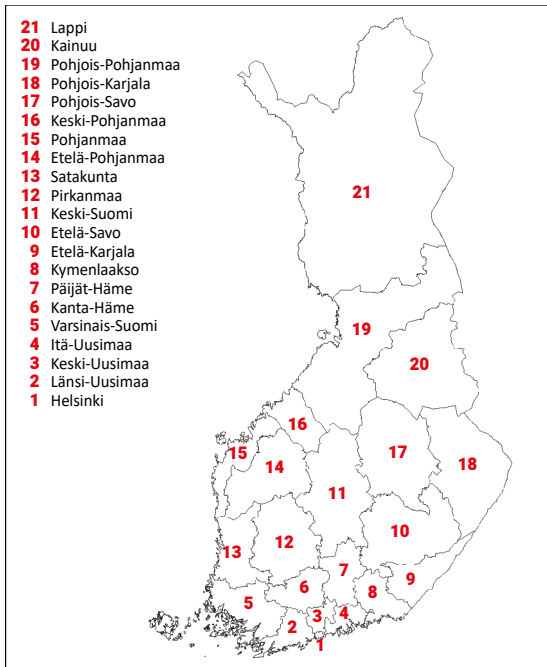 21 Lappi
20 Kainuu
19 Pohjois-Pohjanmaa
18 Pohjois-Karjala
17 Pohjois-Savo
16 Keski-Pohjanmaa
15 Pohjanmaa
14 Etelä-Pohjanmaa
13 Satakunta
12 Pirkanmaa
11 Keski-Suomi
10 Etelä-Savo
9 Etelä-Karjala
8 Kymenlaakso
7 Päijät-Häme
6 Kanta-Häme
5 Varsinais-Suomi
4 Itä-Uusimaa
3 Keski-Uusimaa
2 Länsi-Uusimaa
1 Helsinki
21
19
20
16
15
14
17
18
11
10
12
13
7
9
6
8
5
4
3
2
1